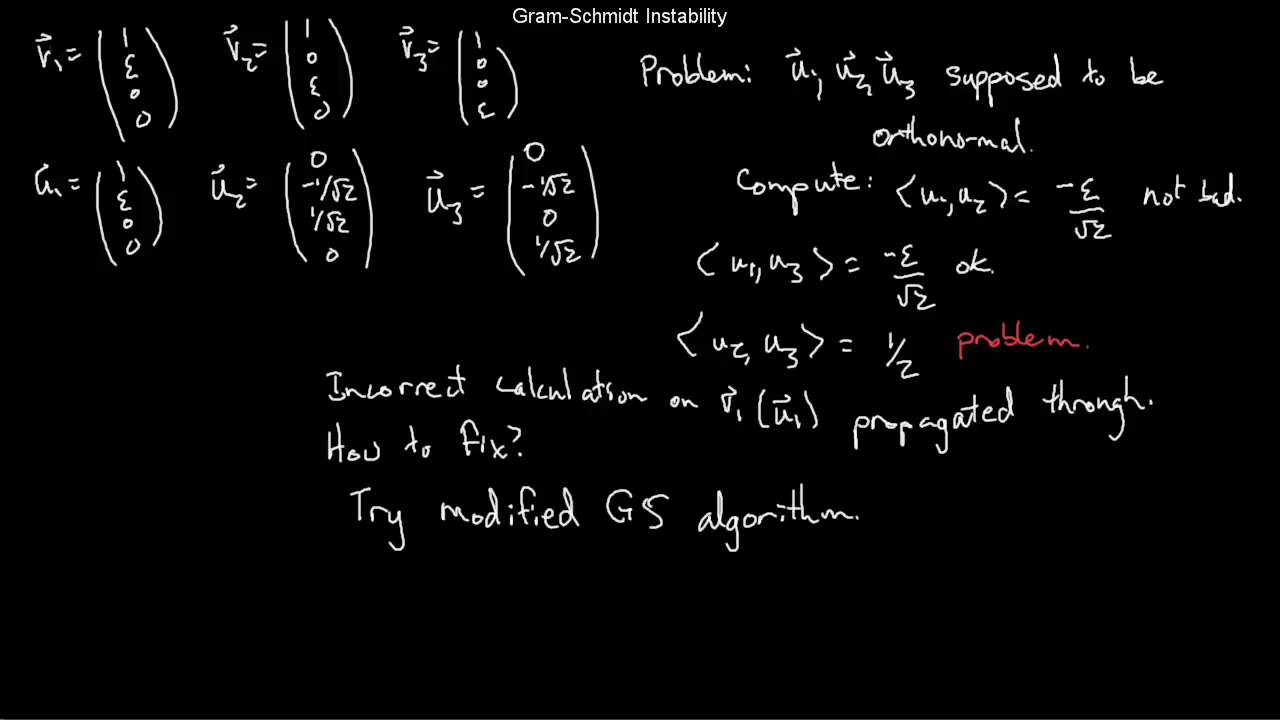 Gram-Schmidt Instability
v⃗₁ = (1, ε, 0, 0) v⃗₂ = (1, 0, ε, 0) v⃗₃ = (1, 0, 0, ε)
u⃗₁ = (1, ε, 0, 0) u⃗₂ = (0, -1/√2, 1/√2, 0) u⃗₃ = (0, -1/√2, 0, 1/√2)
Problem: u⃗₁, u⃗₂, u⃗₃ supposed to be
orthonormal.
Compute: ⟨u₁, u₂⟩ = -ε/√2 not bad.
⟨u₁, u₃⟩ = -ε/√2 ok.
⟨u₂, u₃⟩ = 1/2 problem.
Incorrect calculation on v⃗₁ (u⃗₁) propagated through.
How to fix?
Try modified GS algorithm.